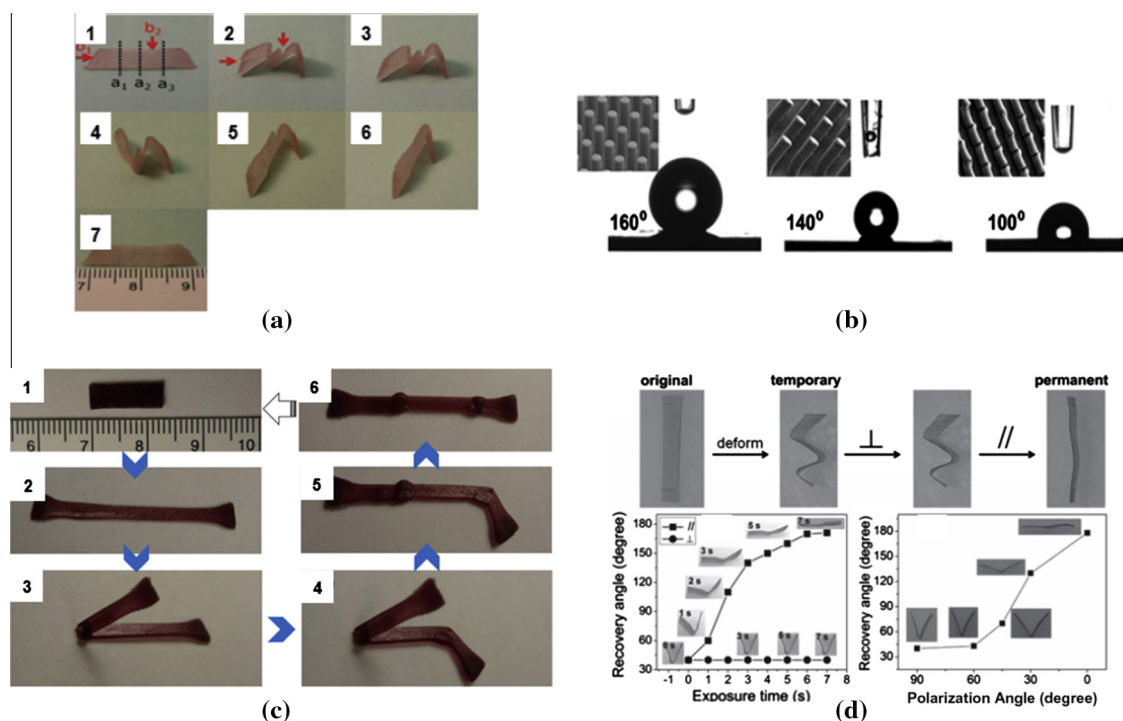 1
b₁
b₂
a₁ a₂ a₃
2
3
4
5
6
7
7 8 9
(a)
160⁰
140⁰
100⁰
(b)
1
6 7 8 9 10
2
3
4
5
6
(c)
original temporary permanent
deform ⊥ //
Recovery angle (degree)
180
150
120
90
60
30
//
⊥
0 s 1 s 2 s 3 s 5 s 7 s
3 s 5 s 7 s
-1 0 1 2 3 4 5 6 7 8
Exposure time (s)
Recovery angle (degree)
180
150
120
90
60
30
90 60 30 0
Polarization Angle (degree)
(d)